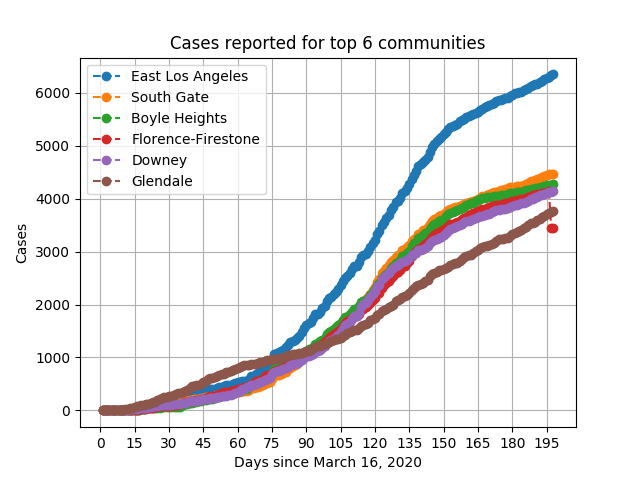 Cases reported for top 6 communities
East Los Angeles
South Gate
Boyle Heights
Florence-Firestone
Downey
Glendale
Cases
6000
5000
4000
3000
2000
1000
0
0 15 30 45 60 75 90 105 120 135 150 165 180 195
Days since March 16, 2020